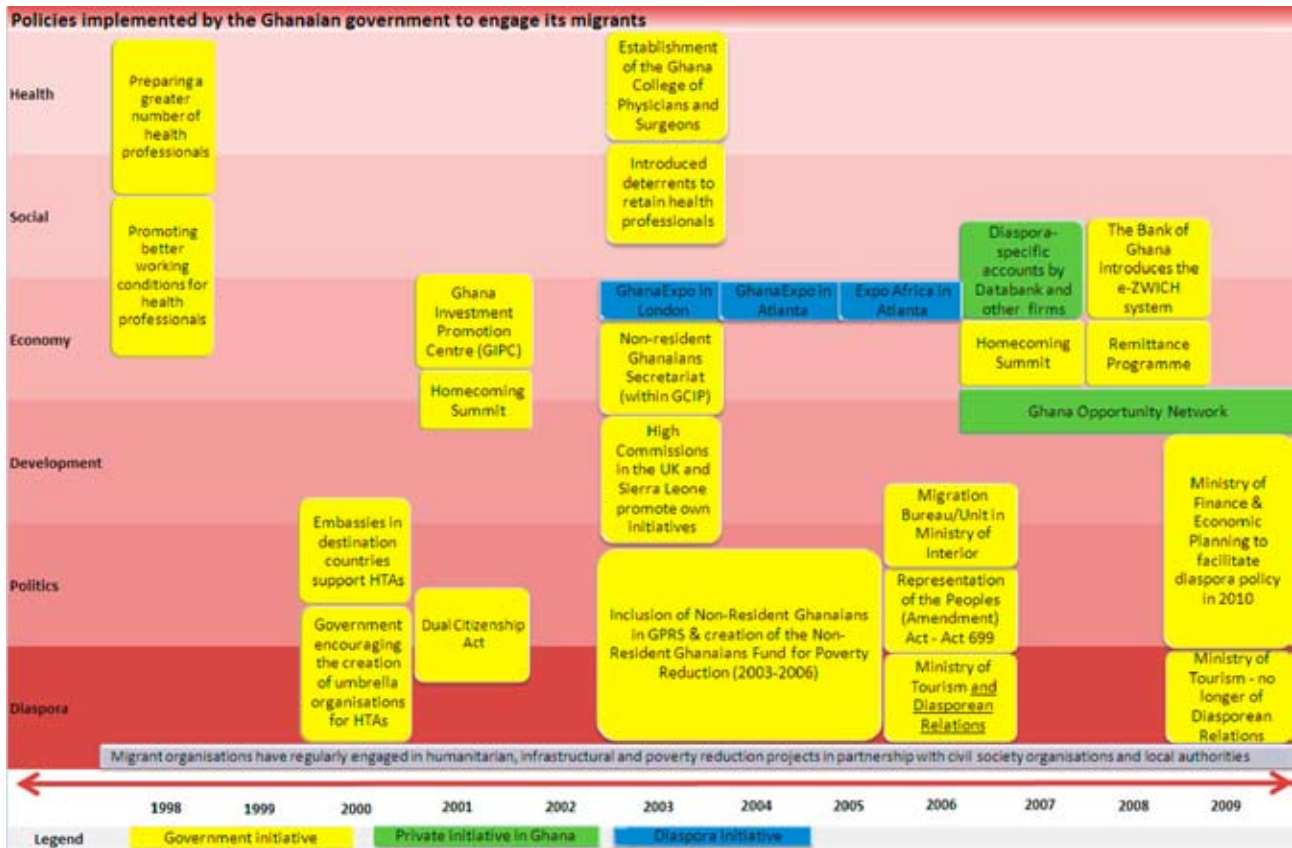 Policies implemented by the Ghanaian government to engage its migrants
Health
Preparing a
greater
number of
health
professionals
Establishment
of the Ghana
College of
Physicians and
Surgeons
Social
Promoting
better
working
conditions for
health
professionals
Introduced
deterrents to
retain health
professionals
Diaspora-
specific
accounts by
Databank and
other firms
The Bank of
Ghana
Introduces the
e-ZWICH
system
Economy
Ghana
Investment
Promotion
Centre (GIPC)
GhanaExpo in
London
GhanaExpo in
Atlanta
Expo Africa in
Atlanta
Homecoming
Summit
Non-resident
Ghanaians
Secretariat
(within GCIP)
Homecoming
Summit
Remittance
Programme
Ghana Opportunity Network
Development
High
Commissions
in the UK and
Sierra Leone
promote own
initiatives
Embassies in
destination
countries
support HTAs
Migration
Bureau/Unit in
Ministry of
Interior
Ministry of
Finance &
Economic
Planning to
facilitate
diaspora policy
in 2010
Politics
Government
encouraging
the creation
of umbrella
organisations
for HTAs
Dual Citizenship
Act
Inclusion of Non-Resident Ghanaians
in GPRS & creation of the Non-
Resident Ghanaians Fund for Poverty
Reduction (2003-2006)
Representation
of the Peoples
(Amendment)
Act - Act 699
Diaspora
Ministry of
Tourism and
Diasporean
Relations
Ministry of
Tourism - no
longer of
Diasporean
Relations
Migrant organisations have regularly engaged in humanitarian, infrastructural and poverty reduction projects in partnership with civil society organisations and local authorities
1998 1999 2000 2001 2002 2003 2004 2005 2006 2007 2008 2009
Legend Government initiative Private initiative in Ghana Diaspora Initiative